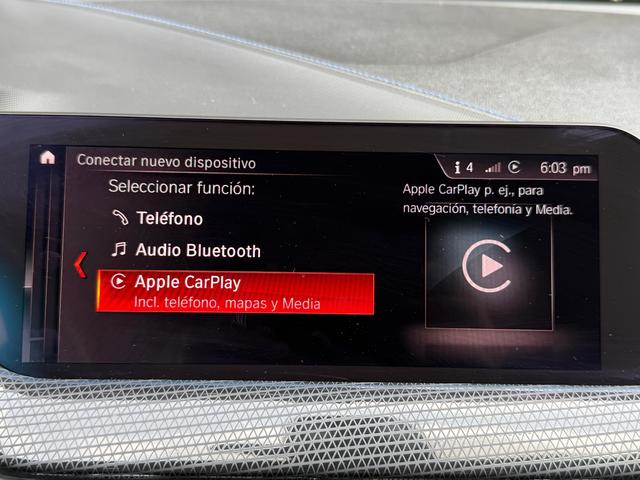 Conectar nuevo dispositivo
i 4 6:03 pm
Seleccionar función:
Teléfono
Audio Bluetooth
Apple CarPlay
Incl. teléfono, mapas y Media
Apple CarPlay p. ej., para
navegación, telefonía y Media.